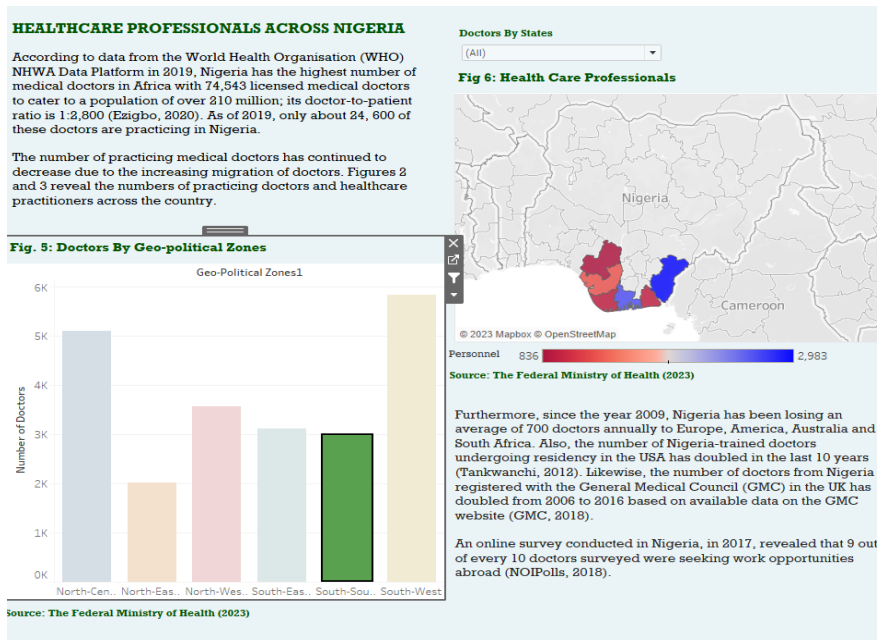 HEALTHCARE PROFESSIONALS ACROSS NIGERIA
According to data from the World Health Organisation (WHO)
NHWA Data Platform in 2019, Nigeria has the highest number of
medical doctors in Africa with 74,543 licensed medical doctors
to cater to a population of over 210 million; its doctor-to-patient
ratio is 1:2,800 (Ezigbo, 2020). As of 2019, only about 24, 600 of
these doctors are practicing in Nigeria.
The number of practicing medical doctors has continued to
decrease due to the increasing migration of doctors. Figures 2
and 3 reveal the numbers of practicing doctors and healthcare
practitioners across the country.
Fig. 5: Doctors By Geo-political Zones
Geo-Political Zones1
6K
5K
4K
3K
2K
1K
0K
Number of Doctors
North-Cen..
North-Eas..
North-Wes..
South-Eas..
South-Sou..
South-West
Source: The Federal Ministry of Health (2023)
Doctors By States
(All)
Fig 6: Health Care Professionals
Nigeria
Cameroon
© 2023 Mapbox © OpenStreetMap
Personnel
836
2,983
Source: The Federal Ministry of Health (2023)
Furthermore, since the year 2009, Nigeria has been losing an
average of 700 doctors annually to Europe, America, Australia and
South Africa. Also, the number of Nigeria-trained doctors
undergoing residency in the USA has doubled in the last 10 years
(Tankwanchi, 2012). Likewise, the number of doctors from Nigeria
registered with the General Medical Council (GMC) in the UK has
doubled from 2006 to 2016 based on available data on the GMC
website (GMC, 2018).
An online survey conducted in Nigeria, in 2017, revealed that 9 out
of every 10 doctors surveyed were seeking work opportunities
abroad (NOIPolls, 2018).